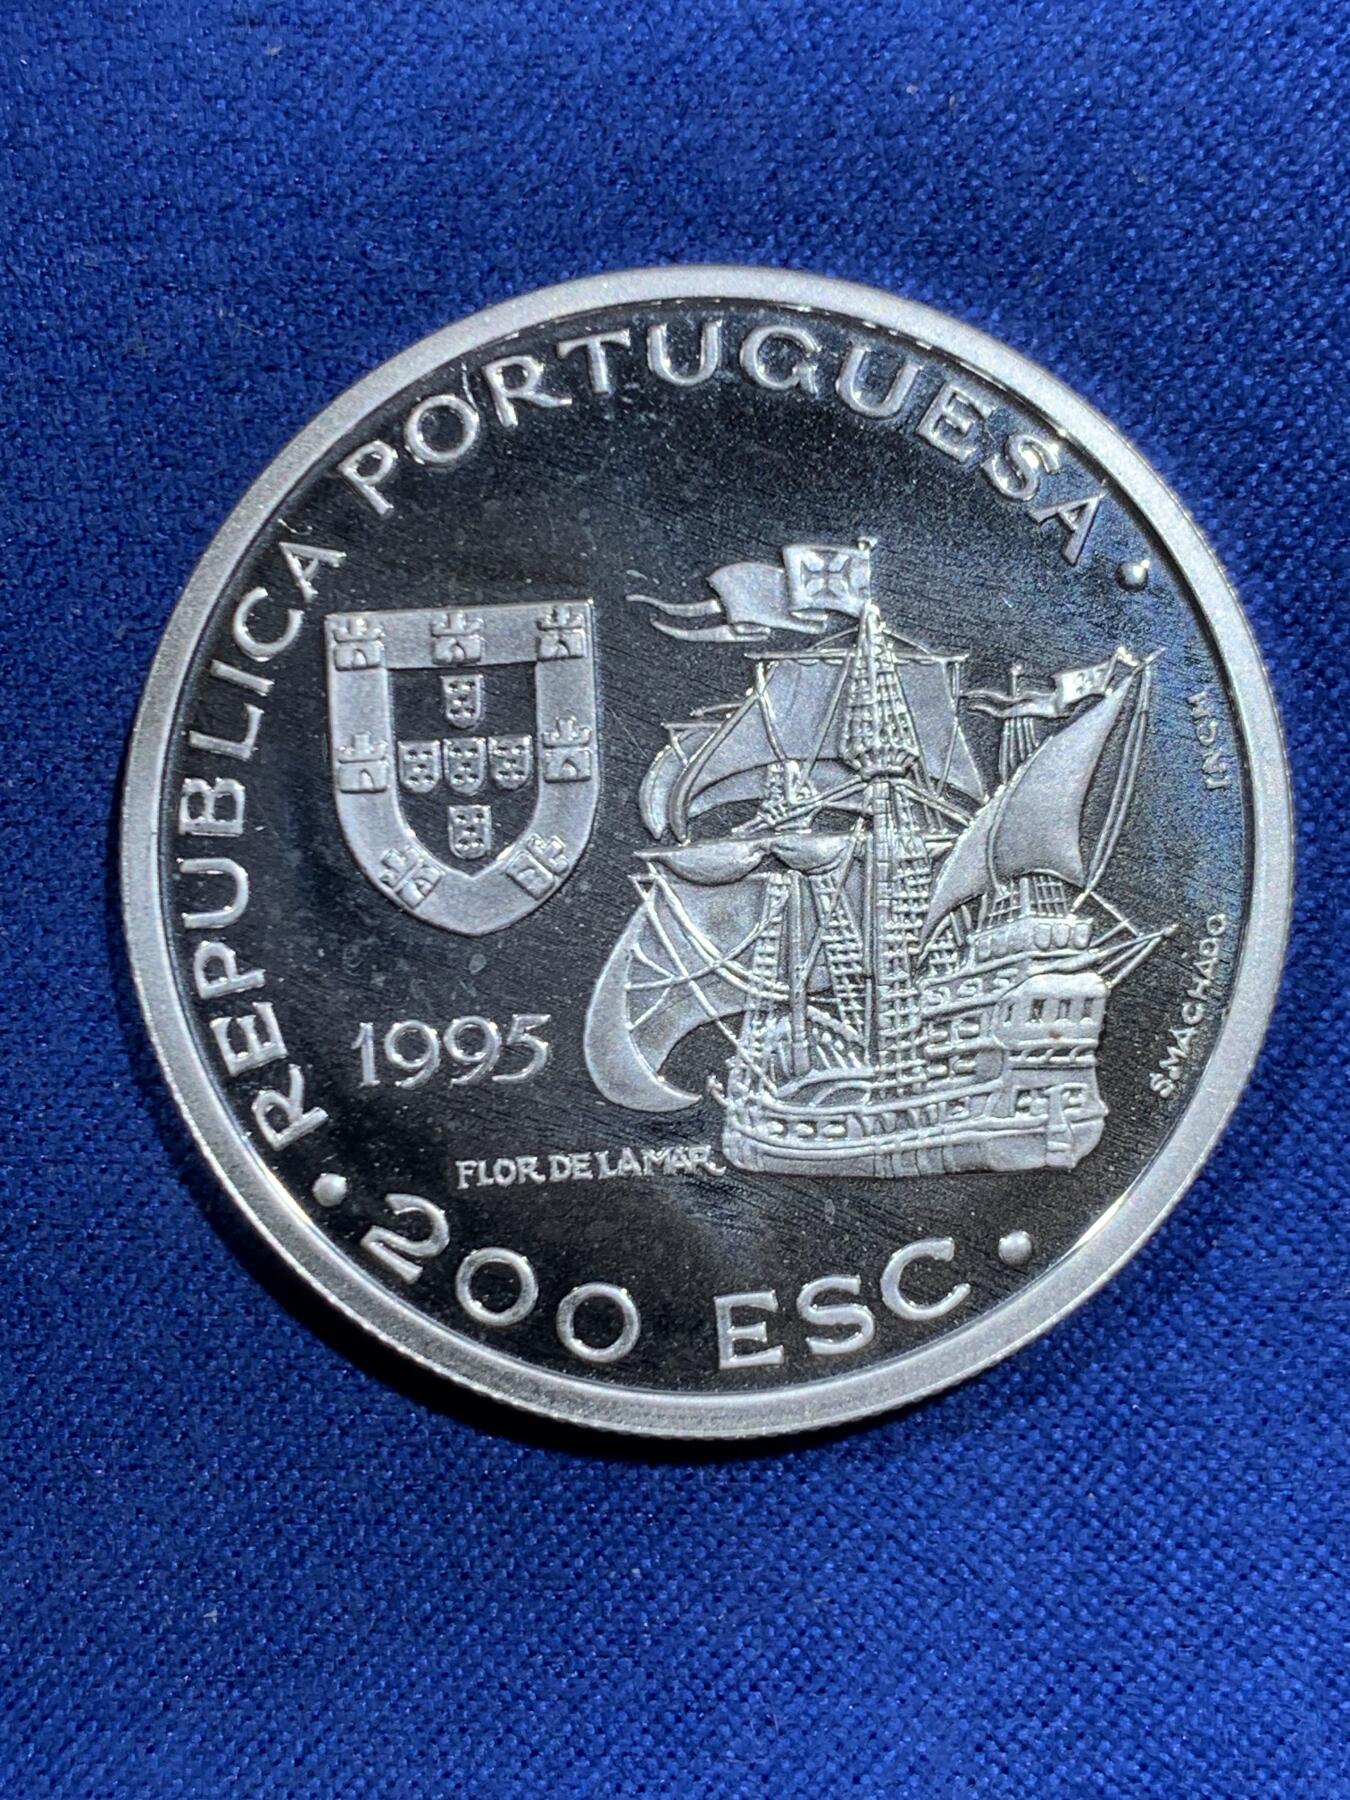 • REPUBLICA PORTUGUESA •
INCM
1995
S.MACHADO
FLOR DE LA MAR
200 ESC